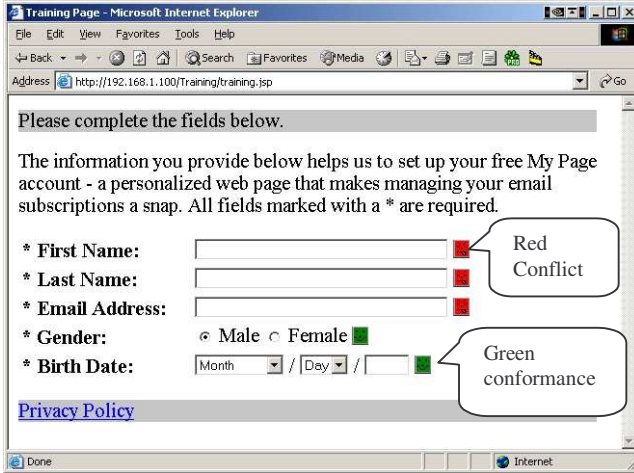 Training Page - Microsoft Internet Explorer
File Edit View Favorites Tools Help
Back Search Favorites Media
Address http://192.168.1.100/Training/training.jsp Go
Please complete the fields below.
The information you provide below helps us to set up your free My Page
account - a personalized web page that makes managing your email
subscriptions a snap. All fields marked with a * are required.
* First Name:
Red
Conflict
* Last Name:
* Email Address:
* Gender: Male Female
* Birth Date: Month / Day /
Green
conformance
Privacy Policy
Done Internet